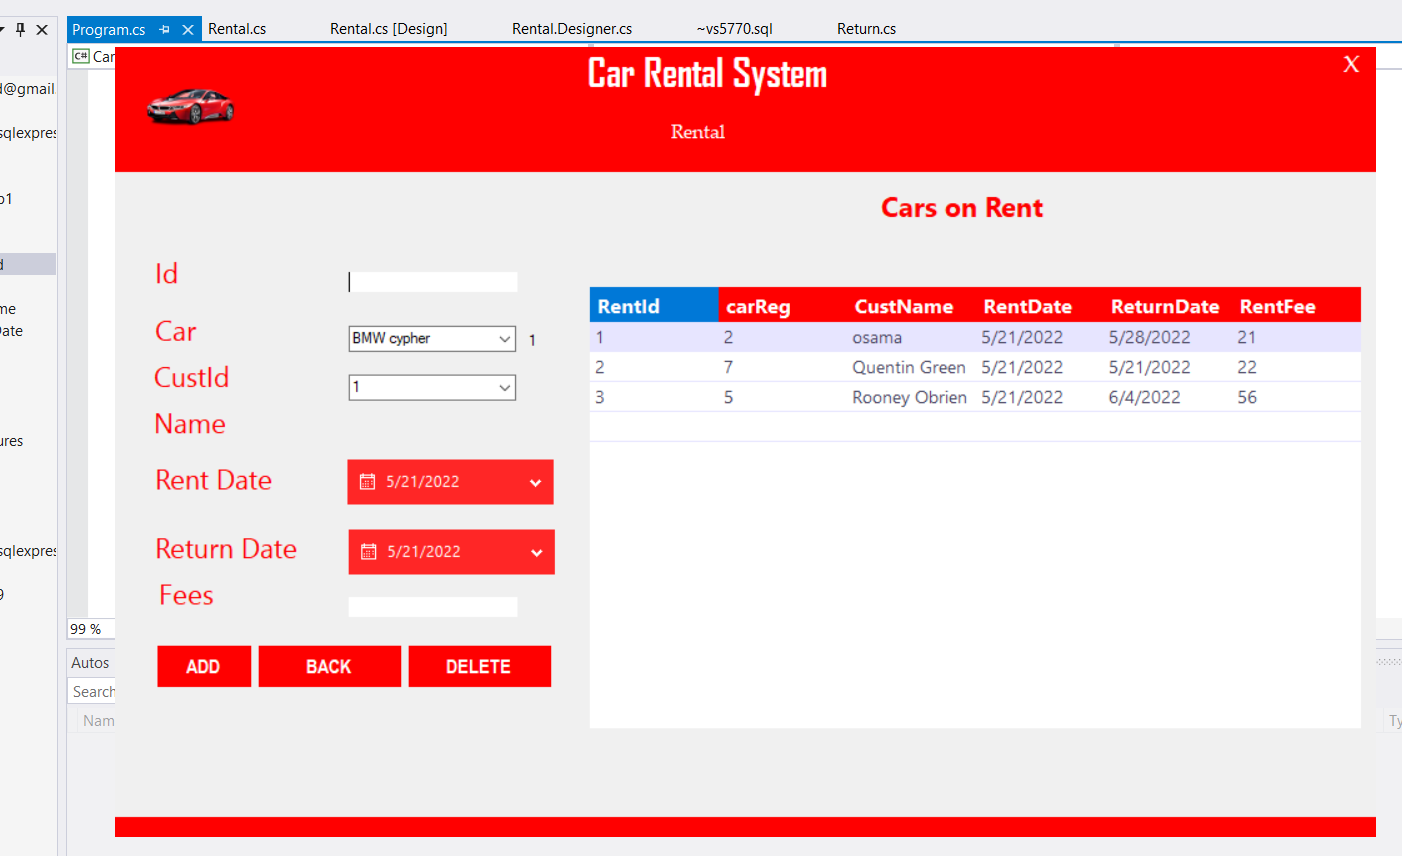 Program.cs Rental.cs Rental.cs [Design] Rental.Designer.cs ~vs5770.sql Return.cs
C# Car
Car Rental System X
d@gmail.
Rental
sqlexpres
Cars on Rent
Id
Car BMW cypher 1
CustId 1
Name
Rent Date 5/21/2022
Return Date 5/21/2022
Fees
ADD BACK DELETE
RentId carReg CustName RentDate ReturnDate RentFee
1 2 osama 5/21/2022 5/28/2022 21
2 7 Quentin Green 5/21/2022 5/21/2022 22
3 5 Rooney Obrien 5/21/2022 6/4/2022 56
ures
sqlexpres
99 %
Autos
Search
Nam
Ty